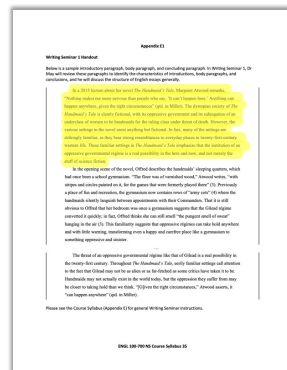 Appendix E1
Writing Seminar 1 Handout
Below is a sample introductory paragraph, body paragraph, and concluding paragraph. In Writing Seminar 1, Dr
May will review these paragraphs to identify the characteristics of introductions, body paragraphs, and
conclusions, and he will discuss the structure of English essays generally.
In a 2015 lecture about her novel The Handmaid's Tale, Margaret Atwood remarks,
"Nothing makes me more nervous than people who say, 'It can't happen here.' Anything can
happen anywhere, given the right circumstances" (qtd. in Miller). The dystopian society of The
Handmaid's Tale is clearly fictional, with its oppressive government and its subjugation of an
underclass of women to be handmaids for the ruling class under threat of death. However, the
various settings in the novel seem anything but fictional. In fact, many of the settings are
strikingly familiar, as they bear strong resemblance to everyday places in twenty-first-century
western life. These familiar settings in The Handmaid's Tale emphasize that the institution of an
oppressive governmental regime is a real possibility in the here and now, and not merely the
stuff of science fiction.
In the opening scene of the novel, Offred describes the handmaids' sleeping quarters, which
had once been a school gymnasium. "The floor was of varnished wood," Atwood writes, "with
stripes and circles painted on it, for the games that were formerly played there" (3). Previously
a place of fun and recreation, the gymnasium now contains rows of "army cots" (4) where the
handmaids silently languish between appointments with their Commanders. That it is still
obvious to Offred that her bedroom was once a gymnasium suggests that the Gilead regime
converted it quickly; in fact, Offred thinks she can still smell "the pungent smell of sweat"
hanging in the air (3). This familiarity suggests that oppressive regimes can take hold anywhere
and with little warning, transforming even a happy and carefree place like a gymnasium to
something oppressive and sinister.
...
The threat of an oppressive governmental regime like that of Gilead is a real possibility in
the twenty-first century. Throughout The Handmaid's Tale, eerily familiar settings call attention
to the fact that Gilead may not be as alien or as far-fetched as some critics have taken it to be.
Handmaids may not actually exist in the world today, but the oppression they suffer from may
be closer to taking hold than we think. "[G]iven the right circumstances," Atwood asserts, it
"can happen anywhere" (qtd. in Miller).
Please see the Course Syllabus (Appendix E) for general Writing Seminar instructions.
ENGL 100-700 NS Course Syllabus 35